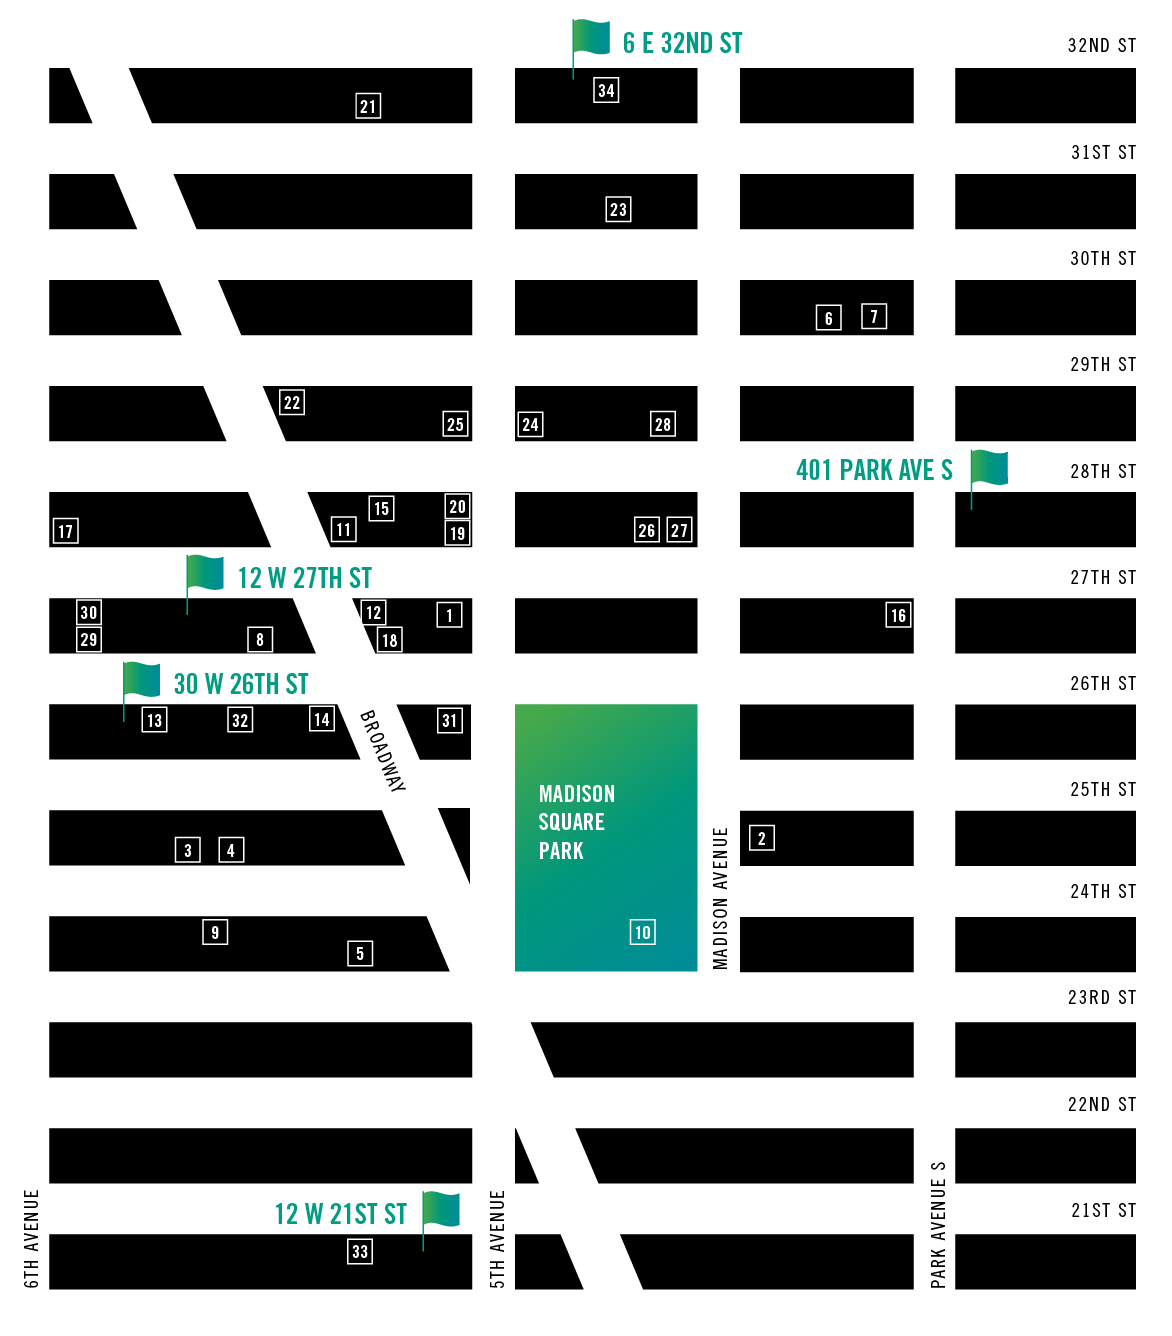 6 E 32ND ST
32ND ST
34
21
31ST ST
23
30TH ST
6
7
29TH ST
22
25
24
28
401 PARK AVE S
28TH ST
17
11
15
20
19
26
27
12 W 27TH ST
27TH ST
30
29
8
12
18
1
16
30 W 26TH ST
26TH ST
13
32
14
31
BROADWAY
25TH ST
MADISON
SQUARE
PARK
3
4
2
MADISON AVENUE
24TH ST
9
5
10
23RD ST
22ND ST
12 W 21ST ST
21ST ST
6TH AVENUE
5TH AVENUE
PARK AVENUE S
33